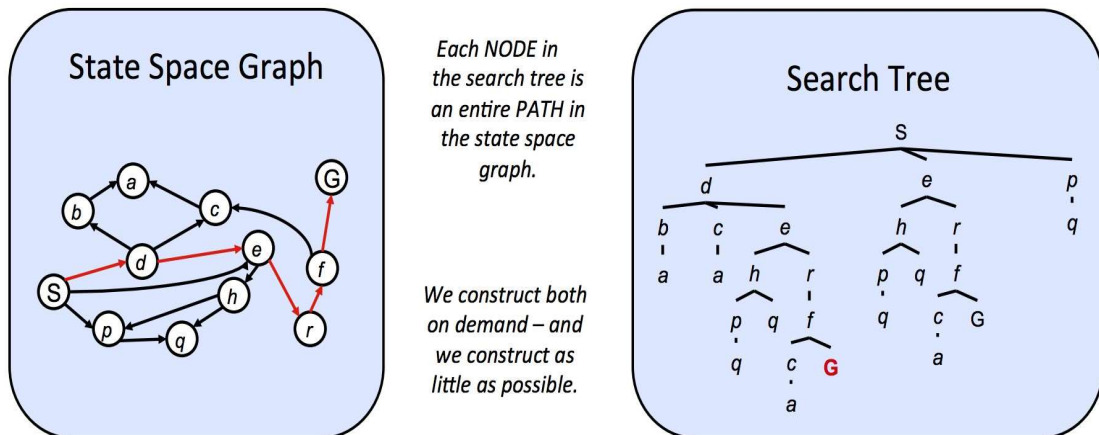 State Space Graph
a
G
b
c
d
e
f
S
h
p
q
r
Each NODE in
the search tree is
an entire PATH in
the state space
graph.
We construct both
on demand – and
we construct as
little as possible.
Search Tree
S
d e p
b c e h r q
a a h r p q f
p q f q c G
q c G a
a